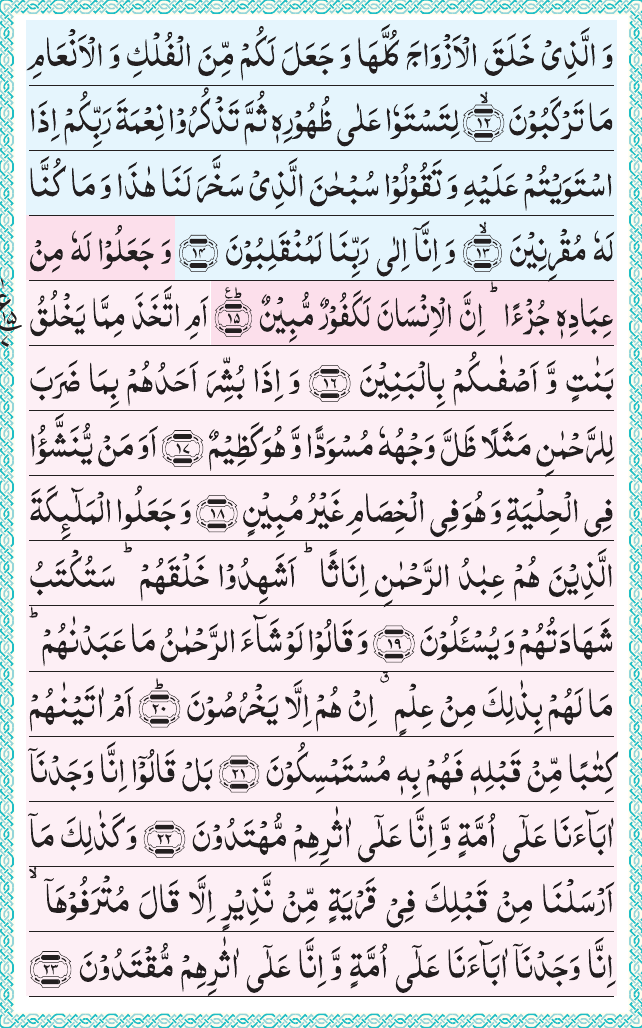 وَ الَّذِیْ خَلَقَ الْاَزْوَاجَ كُلَّهَا وَ جَعَلَ لَكُمْ مِّنَ الْفُلْكِ وَ الْاَنْعَامِ
مَا تَرْكَبُوْنَ ۙ﴿۱۲﴾ لِتَسْتَوٗا عَلٰی ظُهُوْرِهٖ ثُمَّ تَذْكُرُوْا نِعْمَةَ رَبِّكُمْ اِذَا
اسْتَوَیْتُمْ عَلَیْهِ وَ تَقُوْلُوْا سُبْحٰنَ الَّذِیْ سَخَّرَ لَنَا هٰذَا وَ مَا كُنَّا
لَهٗ مُقْرِنِیْنَ ۙ﴿۱۳﴾ وَ اِنَّاۤ اِلٰی رَبِّنَا لَمُنْقَلِبُوْنَ ﴿۱۴﴾ وَ جَعَلُوْا لَهٗ مِنْ
عِبَادِهٖ جُزْءًا ؕ اِنَّ الْاِنْسَانَ لَكَفُوْرٌ مُّبِیْنٌ ؕ۠﴿۱۵﴾ اَمِ اتَّخَذَ مِمَّا یَخْلُقُ
بَنٰتٍ وَّ اَصْفٰىكُمْ بِالْبَنِیْنَ ﴿۱۶﴾ وَ اِذَا بُشِّرَ اَحَدُهُمْ بِمَا ضَرَبَ
لِلرَّحْمٰنِ مَثَلًا ظَلَّ وَجْهُهٗ مُسْوَدًّا وَّ هُوَ كَظِیْمٌ ﴿۱۷﴾ اَوَ مَنْ یُّنَشَّؤُا
فِی الْحِلْیَةِ وَ هُوَ فِی الْخِصَامِ غَیْرُ مُبِیْنٍ ﴿۱۸﴾ وَ جَعَلُوا الْمَلٰٓىِٕكَةَ
الَّذِیْنَ هُمْ عِبٰدُ الرَّحْمٰنِ اِنَاثًا ؕ اَشَهِدُوْا خَلْقَهُمْ ؕ سَتُكْتَبُ
شَهَادَتُهُمْ وَ یُسْـَٔلُوْنَ ﴿۱۹﴾ وَ قَالُوْا لَوْ شَآءَ الرَّحْمٰنُ مَا عَبَدْنٰهُمْ ؕ
مَا لَهُمْ بِذٰلِكَ مِنْ عِلْمٍ ۗ اِنْ هُمْ اِلَّا یَخْرُصُوْنَ ؕ﴿۲۰﴾ اَمْ اٰتَیْنٰهُمْ
كِتٰبًا مِّنْ قَبْلِهٖ فَهُمْ بِهٖ مُسْتَمْسِكُوْنَ ﴿۲۱﴾ بَلْ قَالُوْۤا اِنَّا وَجَدْنَاۤ
اٰبَآءَنَا عَلٰۤی اُمَّةٍ وَّ اِنَّا عَلٰۤی اٰثٰرِهِمْ مُّهْتَدُوْنَ ﴿۲۲﴾ وَ كَذٰلِكَ مَاۤ
اَرْسَلْنَا مِنْ قَبْلِكَ فِیْ قَرْیَةٍ مِّنْ نَّذِیْرٍ اِلَّا قَالَ مُتْرَفُوْهَاۤ ۙ
اِنَّا وَجَدْنَاۤ اٰبَآءَنَا عَلٰۤی اُمَّةٍ وَّ اِنَّا عَلٰۤی اٰثٰرِهِمْ مُّقْتَدُوْنَ ﴿۲۳﴾